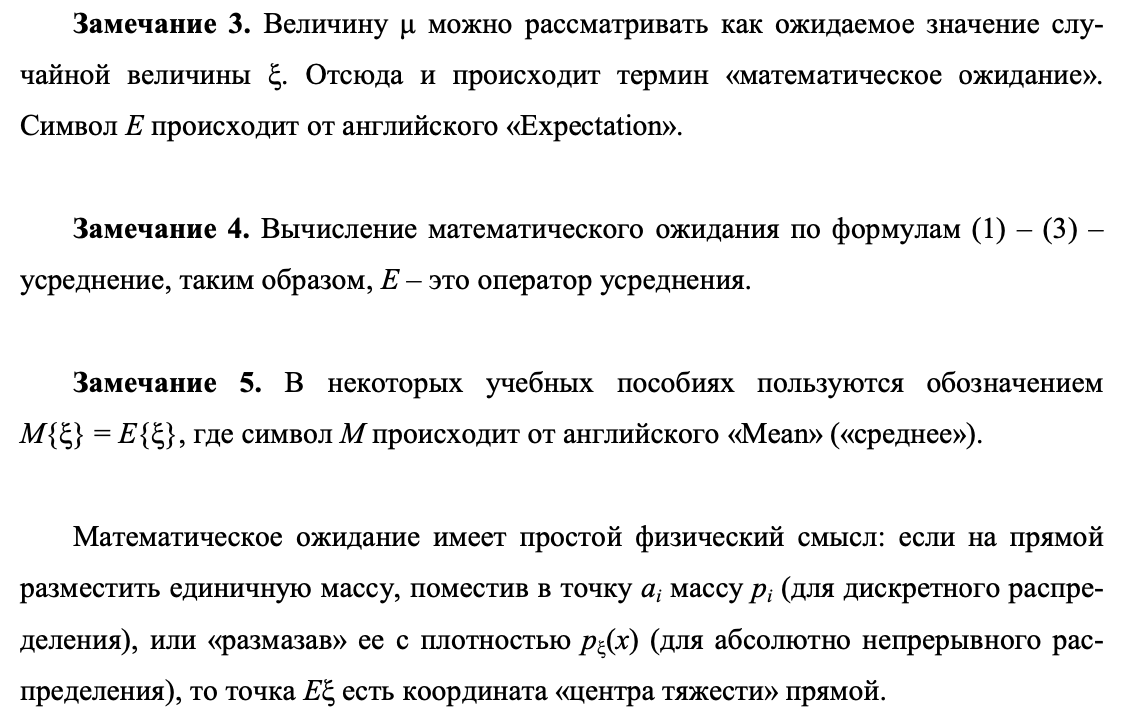 Замечание 3. Величину μ можно рассматривать как ожидаемое значение слу-
чайной величины ξ. Отсюда и происходит термин «математическое ожидание».
Символ E происходит от английского «Expectation».
Замечание 4. Вычисление математического ожидания по формулам (1) – (3) –
усреднение, таким образом, E – это оператор усреднения.
Замечание 5. В некоторых учебных пособиях пользуются обозначением
M{ξ} = E{ξ}, где символ M происходит от английского «Mean» («среднее»).
Математическое ожидание имеет простой физический смысл: если на прямой
разместить единичную массу, поместив в точку aᵢ массу pᵢ (для дискретного распре-
деления), или «размазав» ее с плотностью p_ξ(x) (для абсолютно непрерывного рас-
пределения), то точка Eξ есть координата «центра тяжести» прямой.